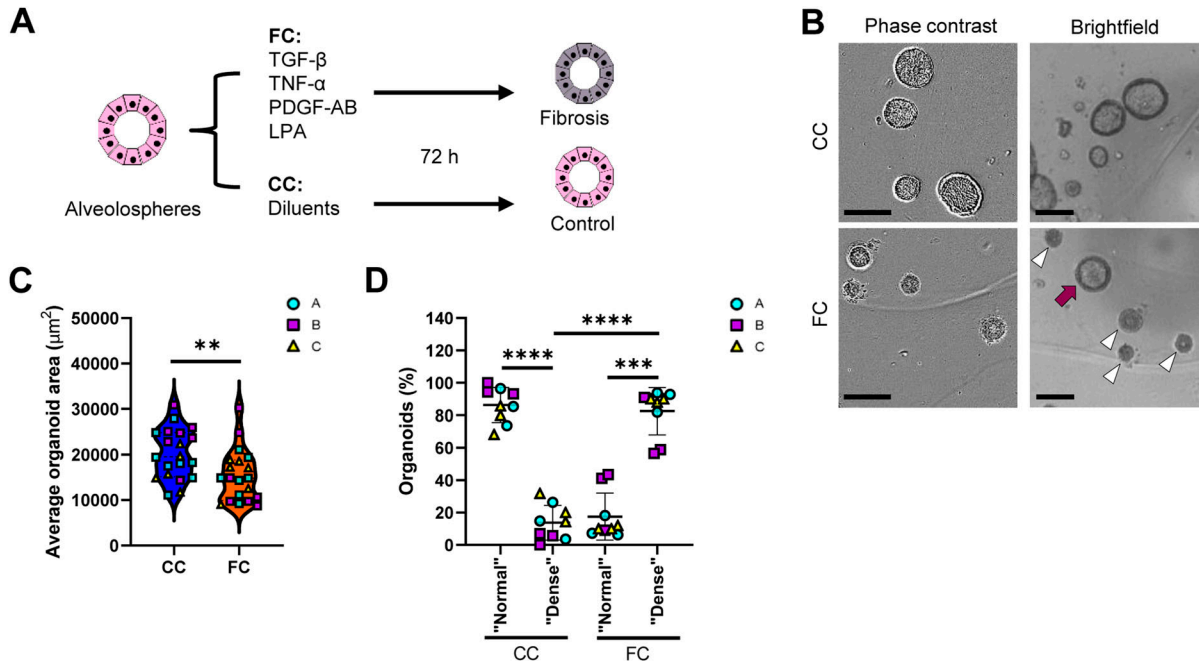 A
FC:
TGF-β
TNF-α
PDGF-AB
LPA
CC:
Diluents
Alveolospheres
72 h
Fibrosis
Control
B
Phase contrast
Brightfield
CC
FC
C
A
B
C
Average organoid area (μm²)
50000
40000
30000
20000
10000
0
**
CC
FC
D
A
B
C
Organoids (%)
140
120
100
80
60
40
20
0
****
****
***
"Normal"
"Dense"
"Normal"
"Dense"
CC
FC